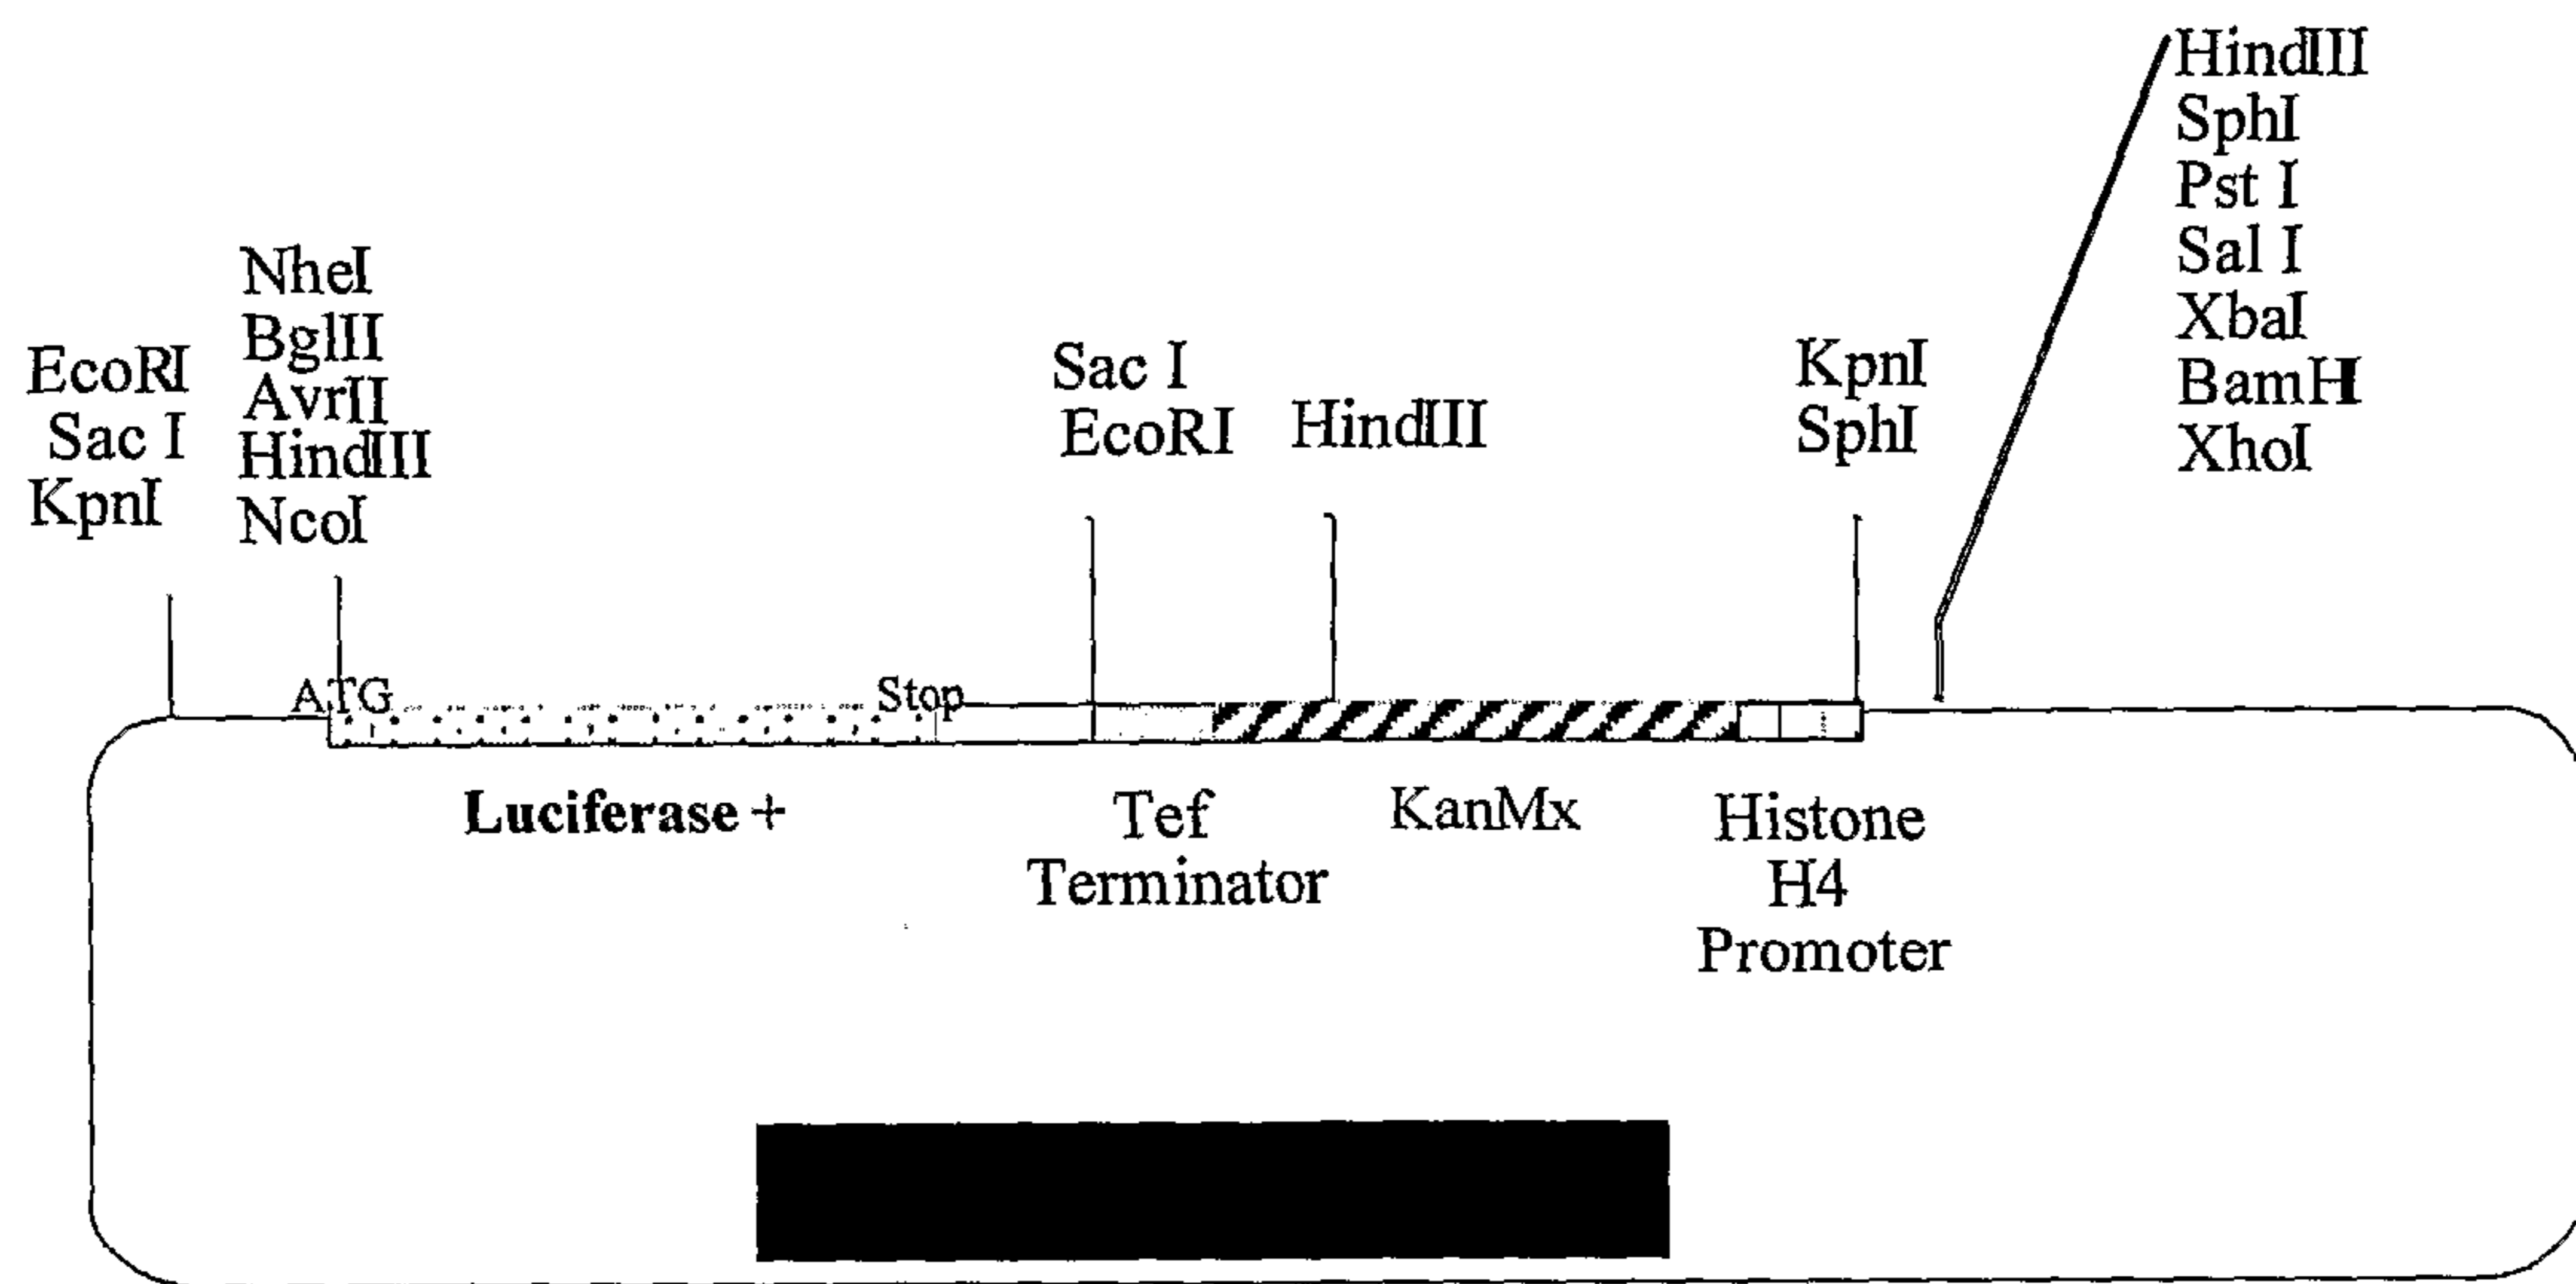 EcoRI
Sac I
KpnI
NheI
BglII
AvrII
HindIII
NcoI
Sac I
EcoRI
HindIII
KpnI
SphI
HindIII
SphI
Pst I
Sal I
XbaI
BamHI
XhoI
ATG
Stop
Luciferase +
Tef
Terminator
KanMx
Histone
H4
Promoter